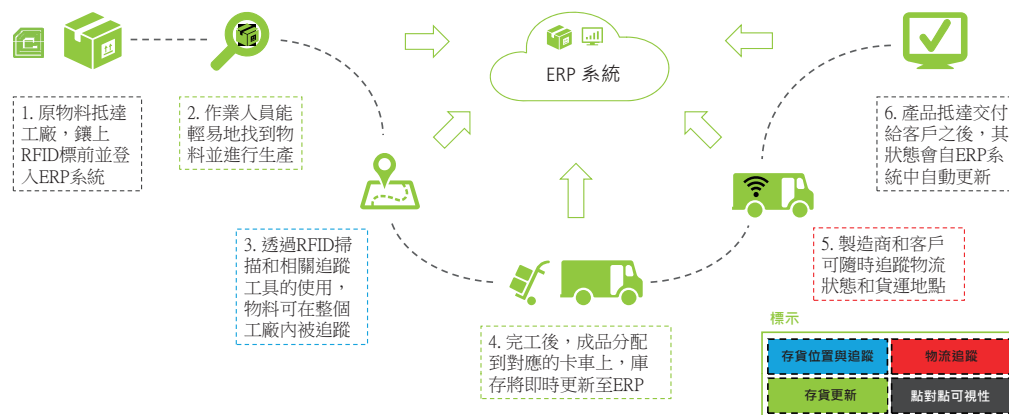 ERP 系統
1. 原物料抵達
工廠，鑲上
RFID標前並登
入ERP系統
2. 作業人員能
輕易地找到物
料並進行生產
3. 透過RFID掃
描和相關追蹤
工具的使用，
物料可在整個
工廠內被追蹤
4. 完工後，成品分配
到對應的卡車上，庫
存將即時更新至ERP
5. 製造商和客戶
可隨時追蹤物流
狀態和貨運地點
6. 產品抵達交付
給客戶之後，其
狀態會自ERP系
統中自動更新
標示
存貨位置與追蹤
物流追蹤
存貨更新
點對點可視性